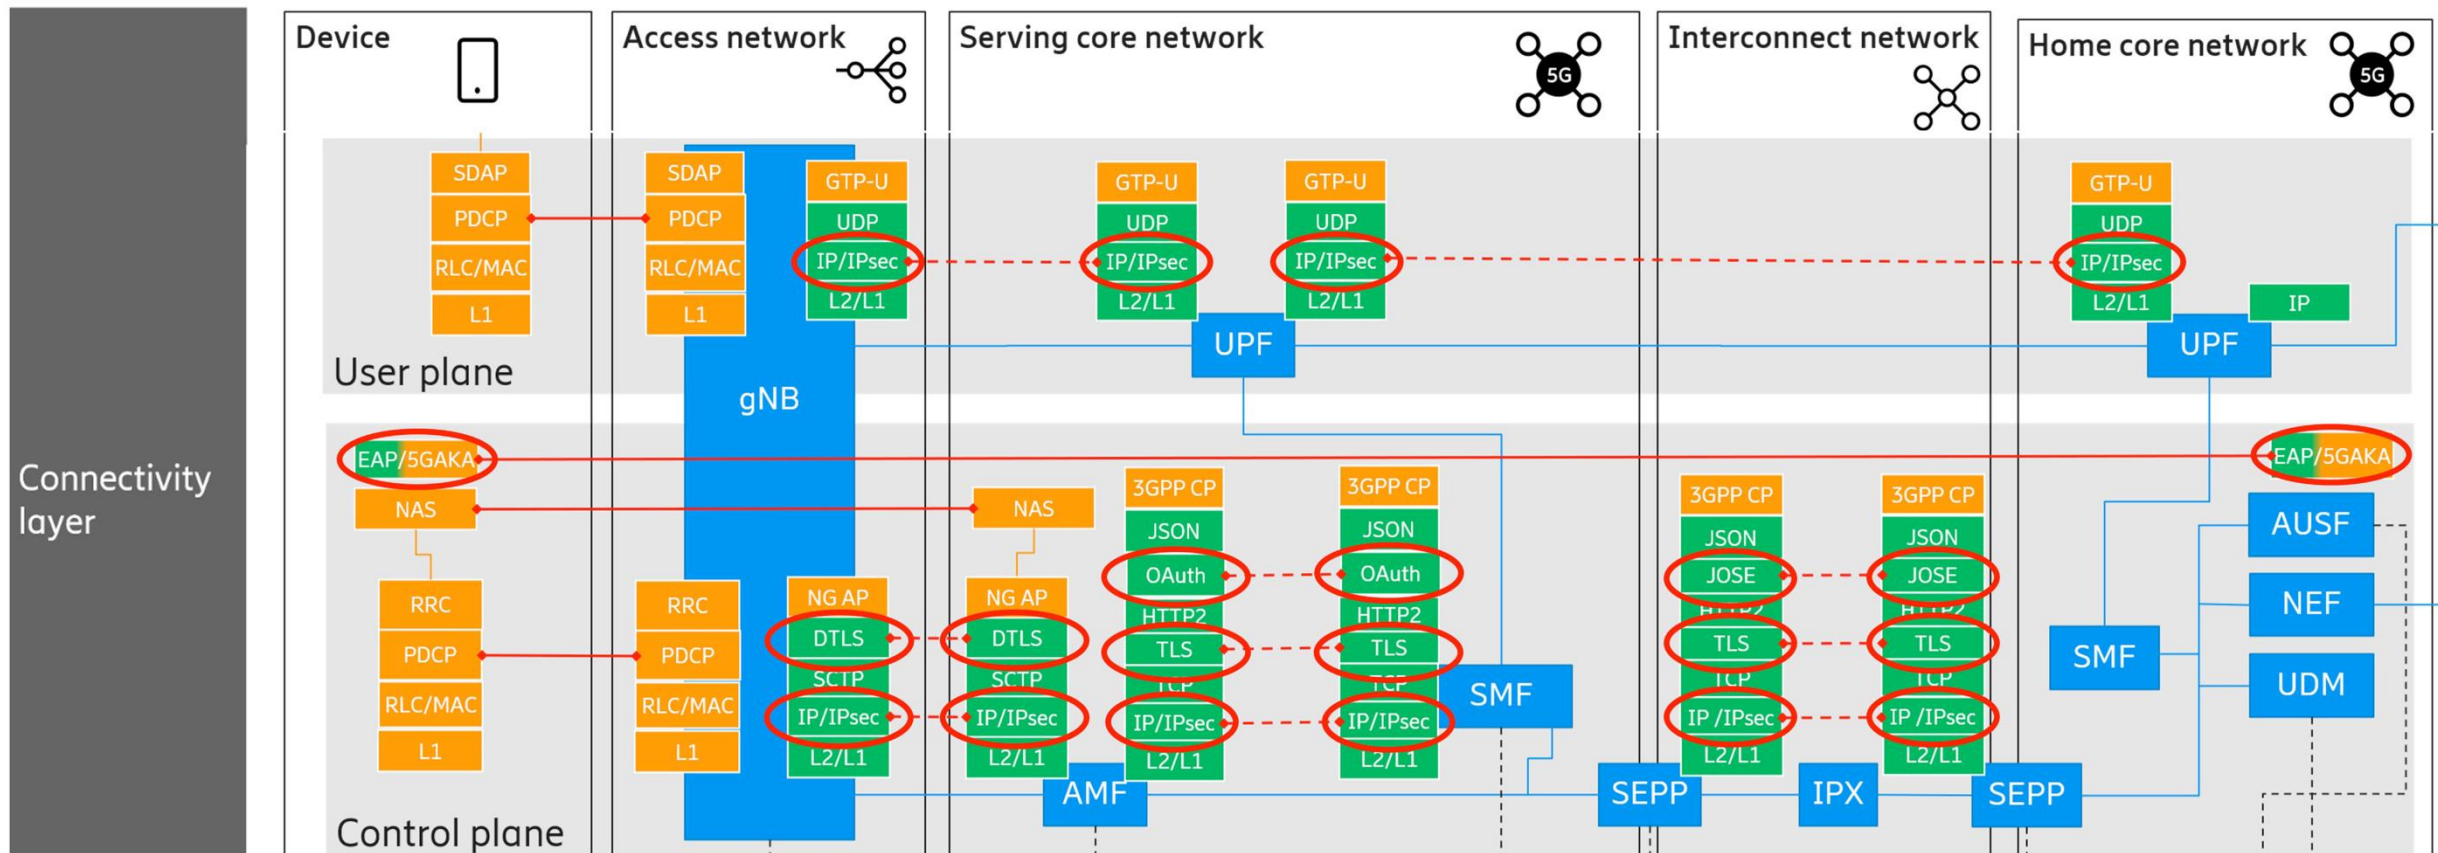 Connectivity
layer
Device
Access network
Serving core network
5G
Interconnect network
Home core network
5G
SDAP
PDCP
RLC/MAC
L1
SDAP
PDCP
RLC/MAC
L1
GTP-U
UDP
IP/IPsec
L2/L1
GTP-U
UDP
IP/IPsec
L2/L1
GTP-U
UDP
IP/IPsec
L2/L1
GTP-U
UDP
IP/IPsec
L2/L1
IP
UPF
UPF
User plane
gNB
EAP/5GAKA
NAS
RRC
PDCP
RLC/MAC
L1
RRC
PDCP
RLC/MAC
L1
NG AP
DTLS
SCTP
IP/IPsec
L2/L1
NAS
NG AP
DTLS
SCTP
IP/IPsec
L2/L1
3GPP CP
JSON
OAuth
HTTP2
TLS
TCP
IP/IPsec
L2/L1
3GPP CP
JSON
OAuth
HTTP2
TLS
TCP
IP/IPsec
L2/L1
3GPP CP
JSON
JOSE
HTTP2
TLS
TCP
IP /IPsec
L2/L1
3GPP CP
JSON
JOSE
HTTP2
TLS
TCP
IP /IPsec
L2/L1
EAP/5GAKA
AUSF
NEF
UDM
SMF
SMF
AMF
SEPP
IPX
SEPP
Control plane